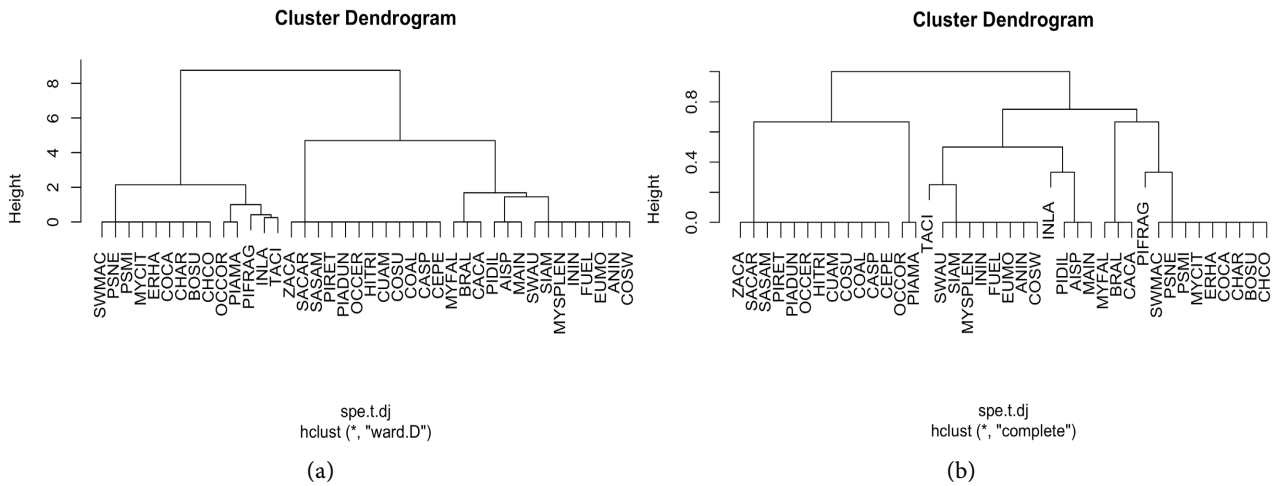 Cluster Dendrogram
Height
8
6
4
2
0
SWMAC
PSNE
PSMI
MYCIT
ERHA
COCA
CHAR
BOSU
CHCO
OCCOR
PIAMA
PIFRAG
INLA
TACI
ZACA
SACAR
SASAM
PIRET
PIADUN
OCCER
HITRI
CUAM
COSU
COAL
CASP
CEPE
MYFAL
BRAL
CACA
PIDIL
AISP
MAIN
SWAU
SIAM
MYSPLEN
ININ
FUEL
EUMO
ANIN
COSW
spe.t.dj
hclust (*, "ward.D")
(a)
Cluster Dendrogram
Height
0.8
0.4
0.0
ZACA
SACAR
SASAM
PIRET
PIADUN
OCCER
HITRI
CUAM
COSU
COAL
CASP
CEPE
OCCOR
PIAMA
TACI
SWAU
SIAM
MYSPLEN
ININ
FUEL
EUMO
ANIN
COSW
INLA
PIDIL
AISP
MAIN
MYFAL
BRAL
CACA
PIFRAG
SWMAC
PSNE
PSMI
MYCIT
ERHA
COCA
CHAR
BOSU
CHCO
spe.t.dj
hclust (*, "complete")
(b)